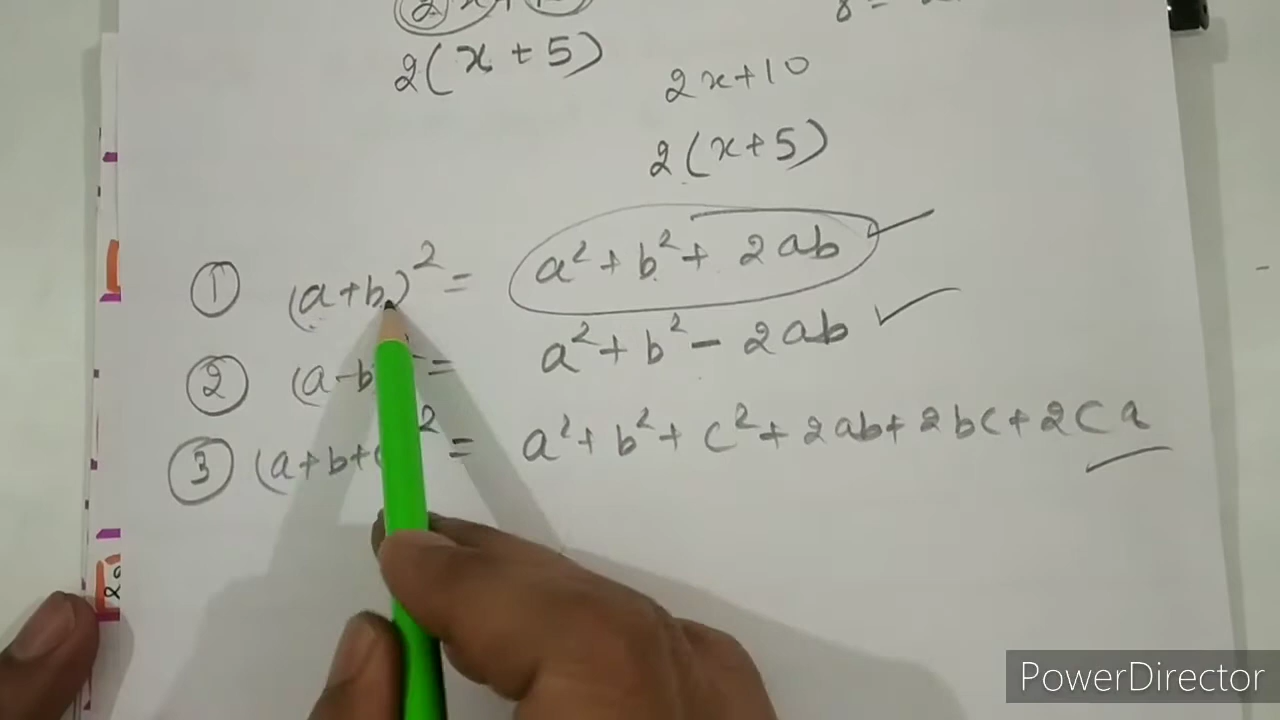 2(x + 5)
2x+10
2(x+5)
① (a+b)² = a² + b² + 2ab
② (a-b)² = a² + b² - 2ab
③ (a+b+c)² = a² + b² + c² + 2ab + 2bc + 2ca
PowerDirector